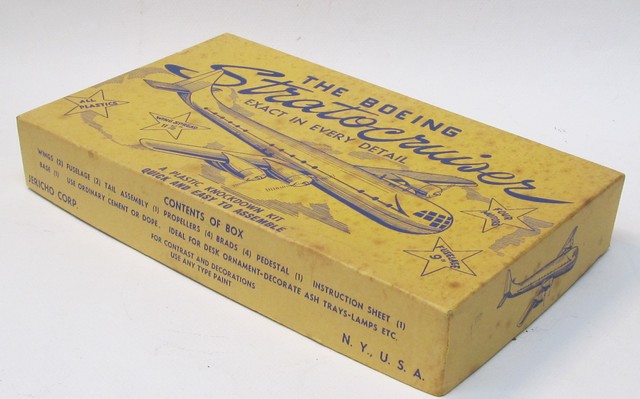 THE BOEING
Stratocruiser
EXACT IN EVERY DETAIL
ALL
PLASTIC
A PLASTIC KNOCKDOWN KIT
QUICK AND EASY TO ASSEMBLE
FUSELAGE
9"
CONTENTS OF BOX
WINGS (2) FUSELAGE (2) TAIL ASSEMBLY (1) PROPELLERS (4) BRADS (4) PEDESTAL (1) INSTRUCTION SHEET (1)
BASE (1) USE ORDINARY CEMENT OR DOPE. IDEAL FOR DESK ORNAMENT-DECORATE ASH TRAYS-LAMPS ETC.
FOR CONTRAST AND DECORATIONS
USE ANY TYPE PAINT
JERICHO CORP.
N. Y., U. S. A.